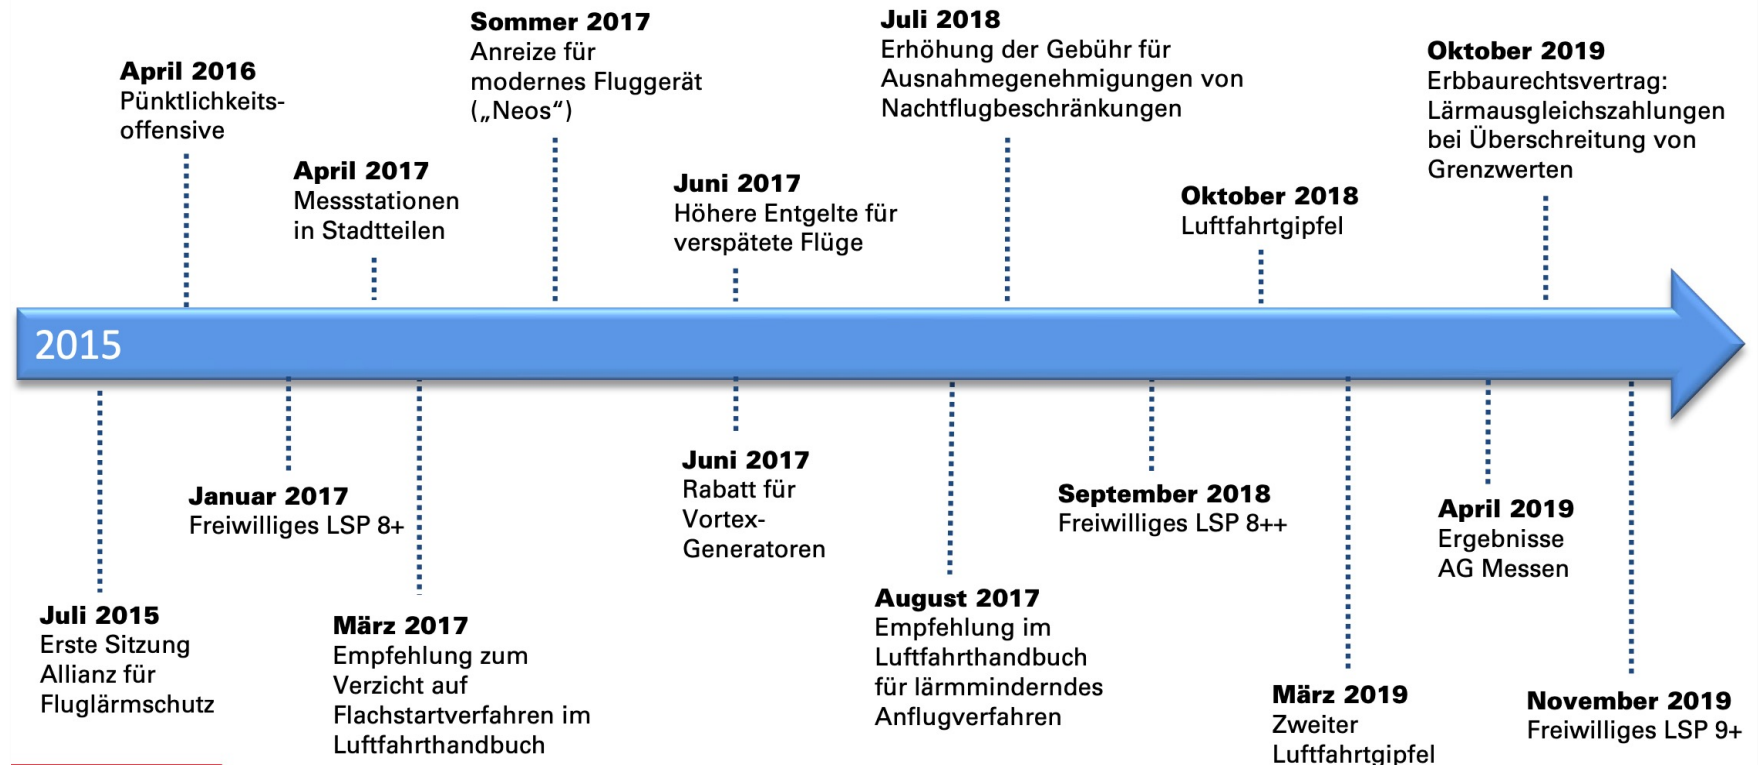 Sommer 2017
Anreize für
modernes Fluggerät
(„Neos“)
Juli 2018
Erhöhung der Gebühr für
Ausnahmegenehmigungen von
Nachtflugbeschränkungen
Oktober 2019
Erbbaurechtsvertrag:
Lärmausgleichszahlungen
bei Überschreitung von
Grenzwerten
April 2016
Pünktlichkeits-
offensive
April 2017
Messstationen
in Stadtteilen
Juni 2017
Höhere Entgelte für
verspätete Flüge
Oktober 2018
Luftfahrtgipfel
2015
Juli 2015
Erste Sitzung
Allianz für
Fluglärmschutz
Januar 2017
Freiwilliges LSP 8+
März 2017
Empfehlung zum
Verzicht auf
Flachstartverfahren im
Luftfahrthandbuch
Juni 2017
Rabatt für
Vortex-
Generatoren
August 2017
Empfehlung im
Luftfahrthandbuch
für lärmminderndes
Anflugverfahren
September 2018
Freiwilliges LSP 8++
März 2019
Zweiter
Luftfahrtgipfel
April 2019
Ergebnisse
AG Messen
November 2019
Freiwilliges LSP 9+